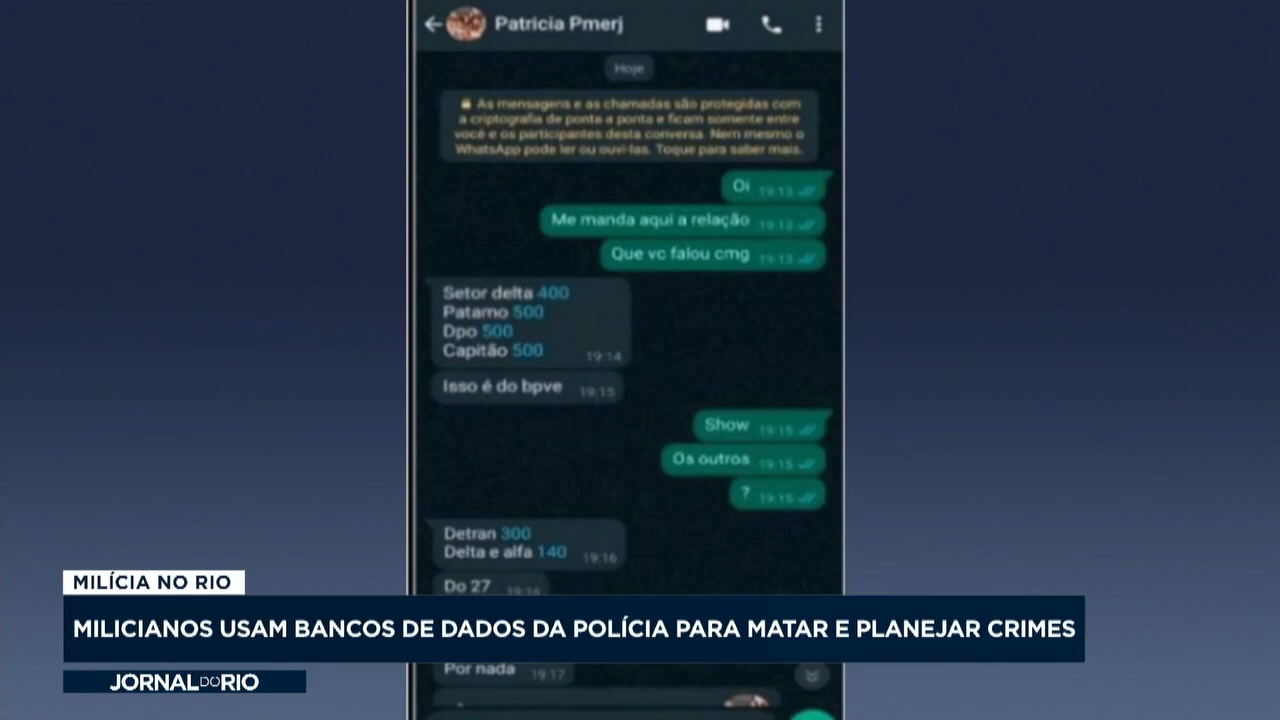 Patricia Pmerj
Hoje
As mensagens e as chamadas são protegidas com
a criptografia de ponta a ponta e ficam somente entre
você e os participantes desta conversa. Nem mesmo o
WhatsApp pode ler ou ouvi-las. Toque para saber mais.
Oi 19:13
Me manda aqui a relação 19:13
Que vc falou cmg 19:13
Setor delta 400
Patamo 500
Dpo 500
Capitão 500 19:14
Isso é do bpve 19:15
Show 19:15
Os outros 19:15
? 19:15
Detran 300
Delta e alfa 140 19:16
Do 27 19:16
MILÍCIA NO RIO
MILICIANOS USAM BANCOS DE DADOS DA POLÍCIA PARA MATAR E PLANEJAR CRIMES
Por nada 19:17
JORNAL DO RIO